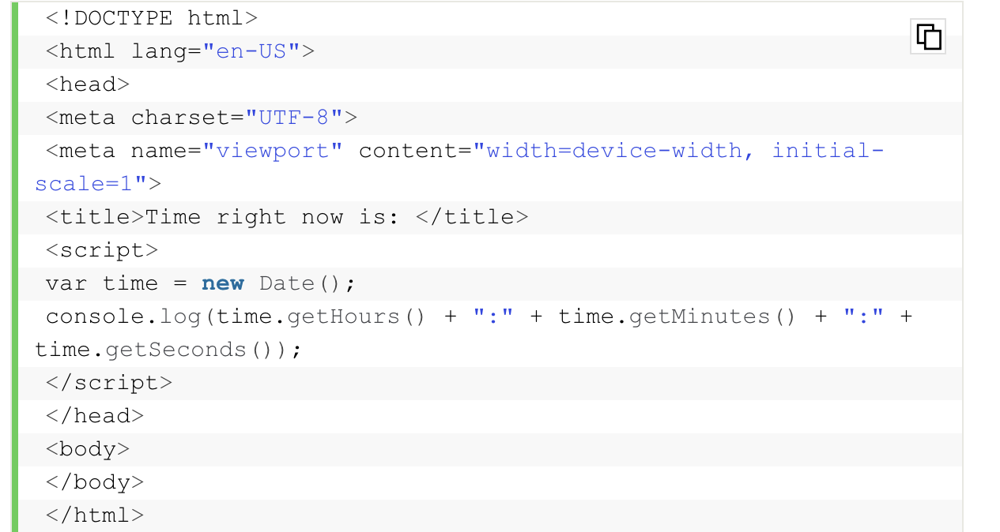 <!DOCTYPE html>
<html lang="en-US">
<head>
<meta charset="UTF-8">
<meta name="viewport" content="width=device-width, initial-
scale=1">
<title>Time right now is: </title>
<script>
var time = new Date();
console.log(time.getHours() + ":" + time.getMinutes() + ":" +
time.getSeconds());
</script>
</head>
<body>
</body>
</html>